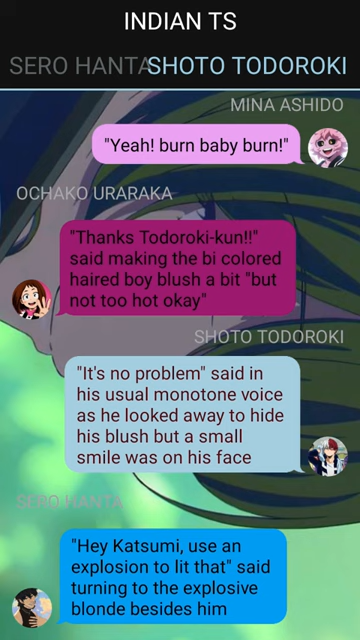 INDIAN TS
SERO HANTA SHOTO TODOROKI
MINA ASHIDO
"Yeah! burn baby burn!"
OCHAKO URARAKA
"Thanks Todoroki-kun!!"
said making the bi colored
haired boy blush a bit "but
not too hot okay"
SHOTO TODOROKI
"It's no problem" said in
his usual monotone voice
as he looked away to hide
his blush but a small
smile was on his face
SERO HANTA
"Hey Katsumi, use an
explosion to lit that" said
turning to the explosive
blonde besides him